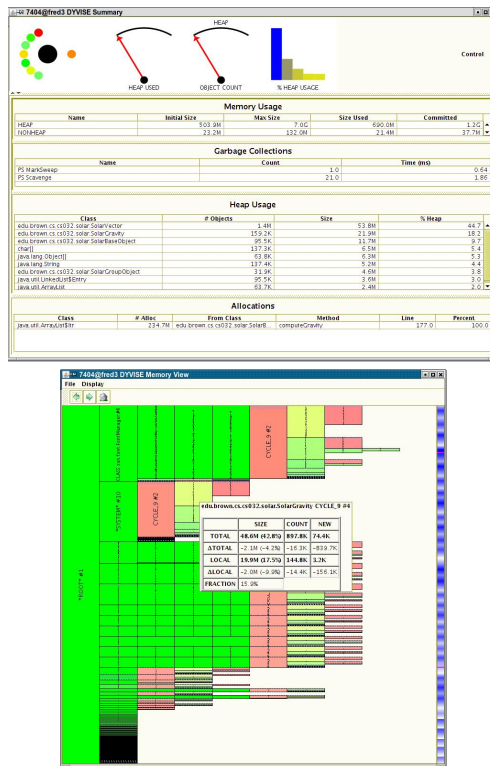 7404@fred3 DYVISE Summary
HEAP
Control
HEAP USED
OBJECT COUNT
% HEAP USAGE
Memory Usage
Name Initial Size Max Size Size Used Committed
HEAP 503.9M 7.0G 690.0M 1.2G
NONHEAP 23.2M 132.0M 21.4M 37.7M
Garbage Collections
Name Count Time (ms)
PS MarkSweep 1.0 0.64
PS Scavenge 21.0 1.86
Heap Usage
Class # Objects Size % Heap
edu.brown.cs.cs032.solar.SolarVector 1.4M 53.8M 44.7
edu.brown.cs.cs032.solar.SolarGravity 159.2K 21.9M 18.2
edu.brown.cs.cs032.solar.SolarBaseObject 95.5K 11.7M 9.7
char[] 137.5K 6.5M 5.4
java.lang.Object[] 63.8K 6.3M 5.3
java.lang.String 137.4K 5.2M 4.4
edu.brown.cs.cs032.solar.SolarGroupObject 31.9K 4.6M 3.8
java.util.LinkedList$Entry 95.5K 3.6M 3.0
java.util.ArrayList 63.7K 2.4M 2.0
Allocations
Class # Alloc From Class Method Line Percent
java.util.ArrayList$Itr 234.7M edu.brown.cs.cs032.solar.SolarB... computeGravity 177.0 100.0
7404@fred3 DYVISE Memory View
File Display
*ROOT* #1
*SYSTEM* #10
CYCLE_9 #2
CYCLE_9 #2
edu.brown.cs.cs032.solar.SolarGravity CYCLE_9 #4
SIZE COUNT NEW
TOTAL 48.6M (42.8%) 897.8K 74.4K
ΔTOTAL -2.1M (-4.2%) -16.3K -839.7K
LOCAL 19.9M (17.5%) 144.8K 3.2K
ΔLOCAL -2.0M (-9.9%) -14.4K -156.1K
FRACTION 15.9%